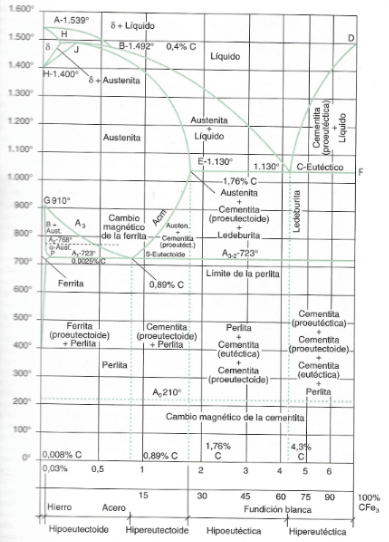 1.600°
A-1.539°
δ + Líquido
D
1.500°
H
J
B-1.492° 0,4% C
δ
Líquido
1.400°
H-1.400°
δ + Austenita
1.300°
Cementita
(proeutéctica)
+
Líquido
1.200°
Austenita
+
Líquido
Austenita
1.100°
E-1.130°
1.130°
C-Eutéctico
F
1.000°
1,76% C
Austenita
+
Cementita
(proeutectoide)
+
Ledeburita
Ledeburita
900°
G 910°
A3
Cambio
magnético
de la ferrita
Acm
Austen.
+
Cementita
(proeutéct.)
800°
Aust.
A2-768°
P
A1-723°
0.0025% C
S-Eutectoide
A3-2-723°
700°
Límite de la perlita
Ferrita
0,89% C
600°
500°
Ferrita
(proeutectoide)
+ Perlita
Cementita
(proeutectoide)
+ Perlita
Perlita
+
Cementita
(eutéctica)
+
Cementita
(proeutectoide)
Cementita
(proeutéctica)
+
Cementita
(proeutectoide)
+
Cementita
(eutéctica)
+
Perlita
400°
300°
Perlita
200°
A0 210°
100°
Cambio magnético de la cementita
0°
0,008% C
0,89% C
1,76%
C
4,3%
C
0,03% 0,5 1 2 3 4 5 6
15 30 45 60 75 90 100%
CFe3
Hierro Acero Fundición blanca
Hipoeutectoide Hipereutectoide Hipoeutéctica Hipereutéctica